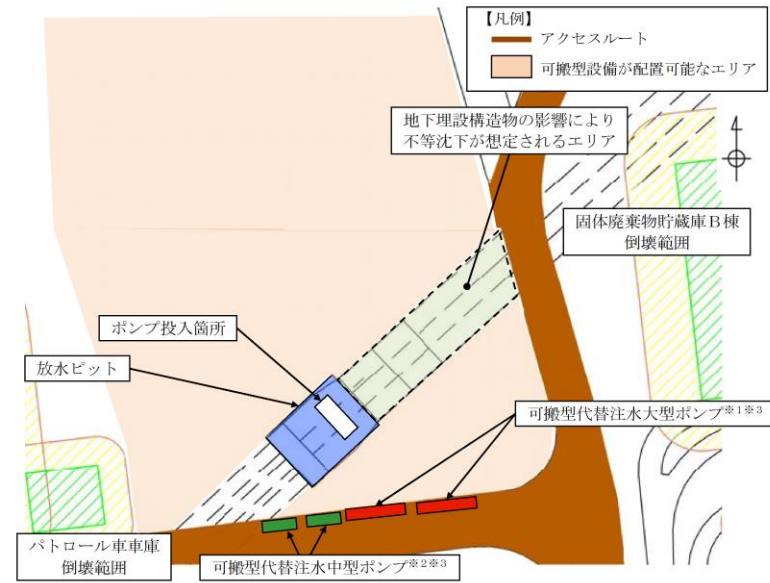 【凡例】
アクセスルート
可搬型設備が配置可能なエリア
地下埋設構造物の影響により
不等沈下が想定されるエリア
固体廃棄物貯蔵庫B棟
倒壊範囲
ポンプ投入箇所
放水ピット
可搬型代替注水大型ポンプ※1※3
パトロール車車庫
倒壊範囲
可搬型代替注水中型ポンプ※2※3